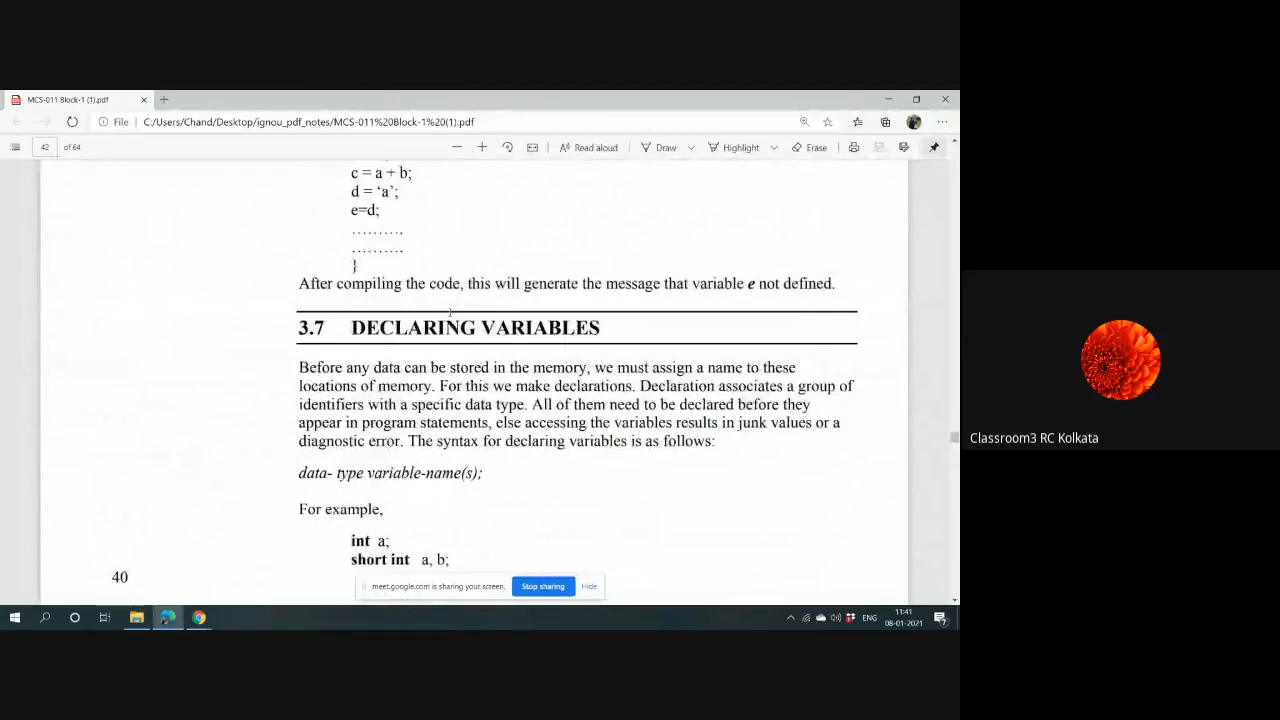 MCS-011 Block-1 (1).pdf
File
C:/Users/Chand/Desktop/ignou_pdf_notes/MCS-011%20Block-1%20(1).pdf
42 of 64
Read aloud
Draw
Highlight
Erase
c = a + b;
d = ‘a’;
e=d;
……….
……….
}
After compiling the code, this will generate the message that variable e not defined.
3.7 DECLARING VARIABLES
Before any data can be stored in the memory, we must assign a name to these
locations of memory. For this we make declarations. Declaration associates a group of
identifiers with a specific data type. All of them need to be declared before they
appear in program statements, else accessing the variables results in junk values or a
diagnostic error. The syntax for declaring variables is as follows:
data- type variable-name(s);
For example,
int a;
short int a, b;
40
meet.google.com is sharing your screen.
Stop sharing
Hide
Classroom3 RC Kolkata
ENG
11:41
08-01-2021